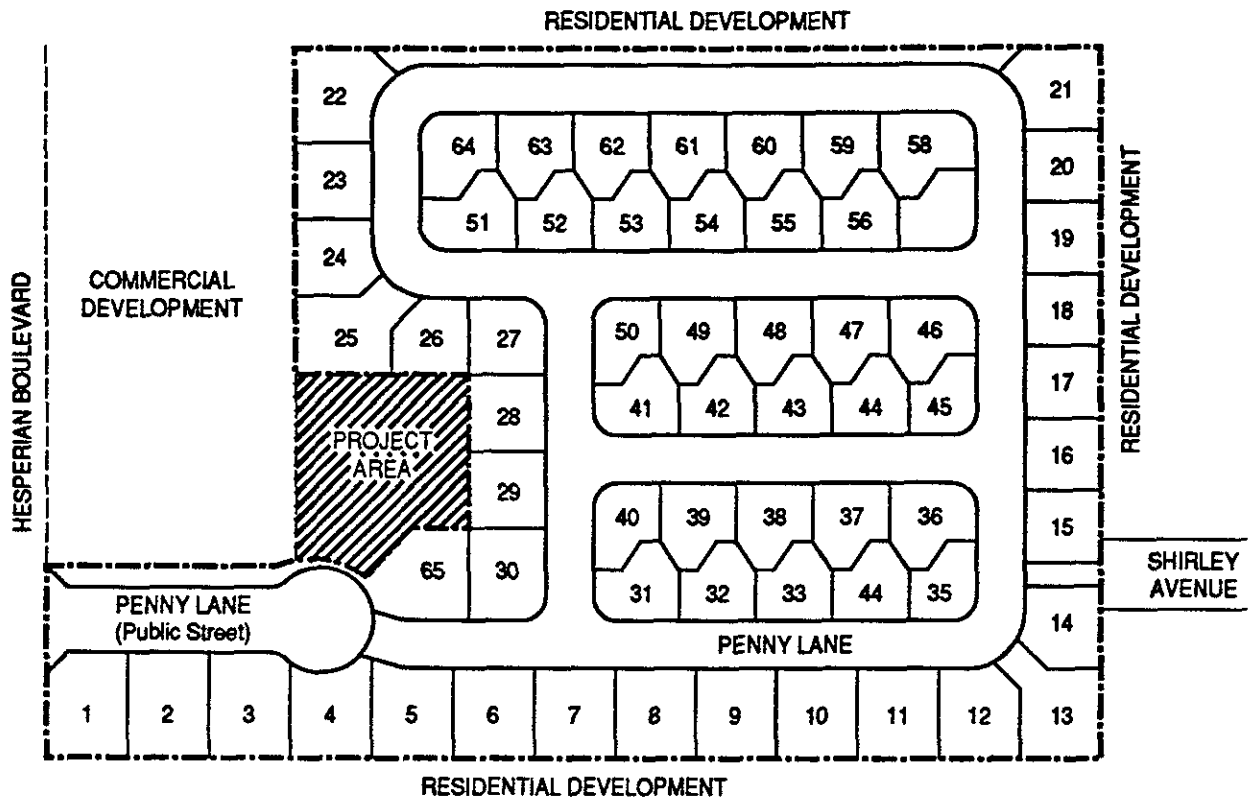 RESIDENTIAL DEVELOPMENT
22
21
64 63 62 61 60 59 58
23
20
51 52 53 54 55 56
19
24
COMMERCIAL
DEVELOPMENT
18
25 26 27
50 49 48 47 46
17
41 42 43 44 45
28
PROJECT
AREA
16
29
40 39 38 37 36
15
65 30
31 32 33 44 35
SHIRLEY
AVENUE
PENNY LANE
(Public Street)
14
PENNY LANE
1 2 3 4 5 6 7 8 9 10 11 12 13
RESIDENTIAL DEVELOPMENT
HESPERIAN BOULEVARD
RESIDENTIAL DEVELOPMENT